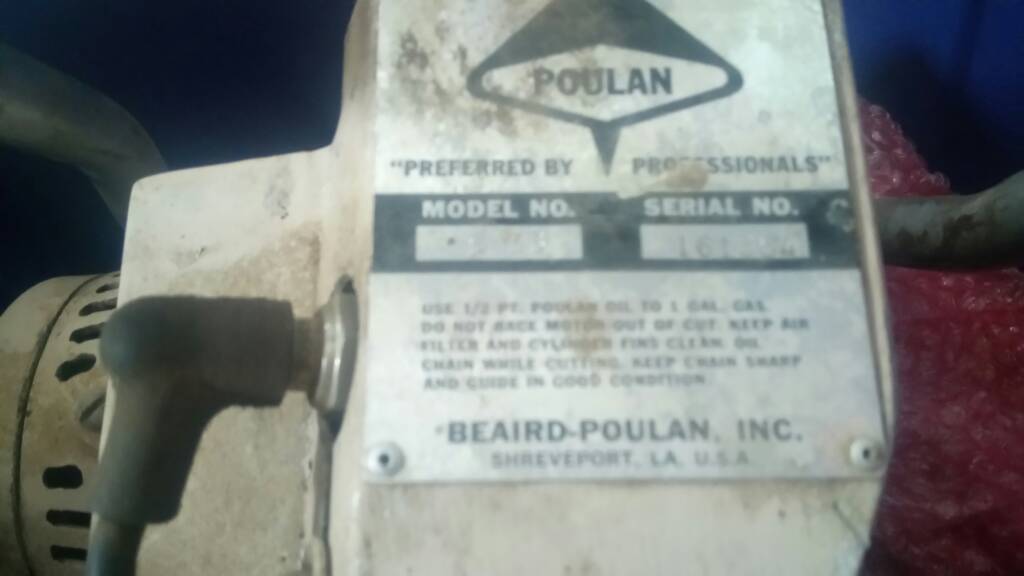 POULAN
"PREFERRED BY PROFESSIONALS"
MODEL NO. SERIAL NO.
USE 1/2 PT. POULAN OIL TO 1 GAL. GAS.
DO NOT RACE MOTOR OUT OF CUT. KEEP AIR
FILTER AND CYLINDER FINS CLEAN. OIL
CHAIN WHILE CUTTING. KEEP CHAIN SHARP
AND GUIDE IN GOOD CONDITION.
BEAIRD-POULAN, INC.
SHREVEPORT, LA. U.S.A.